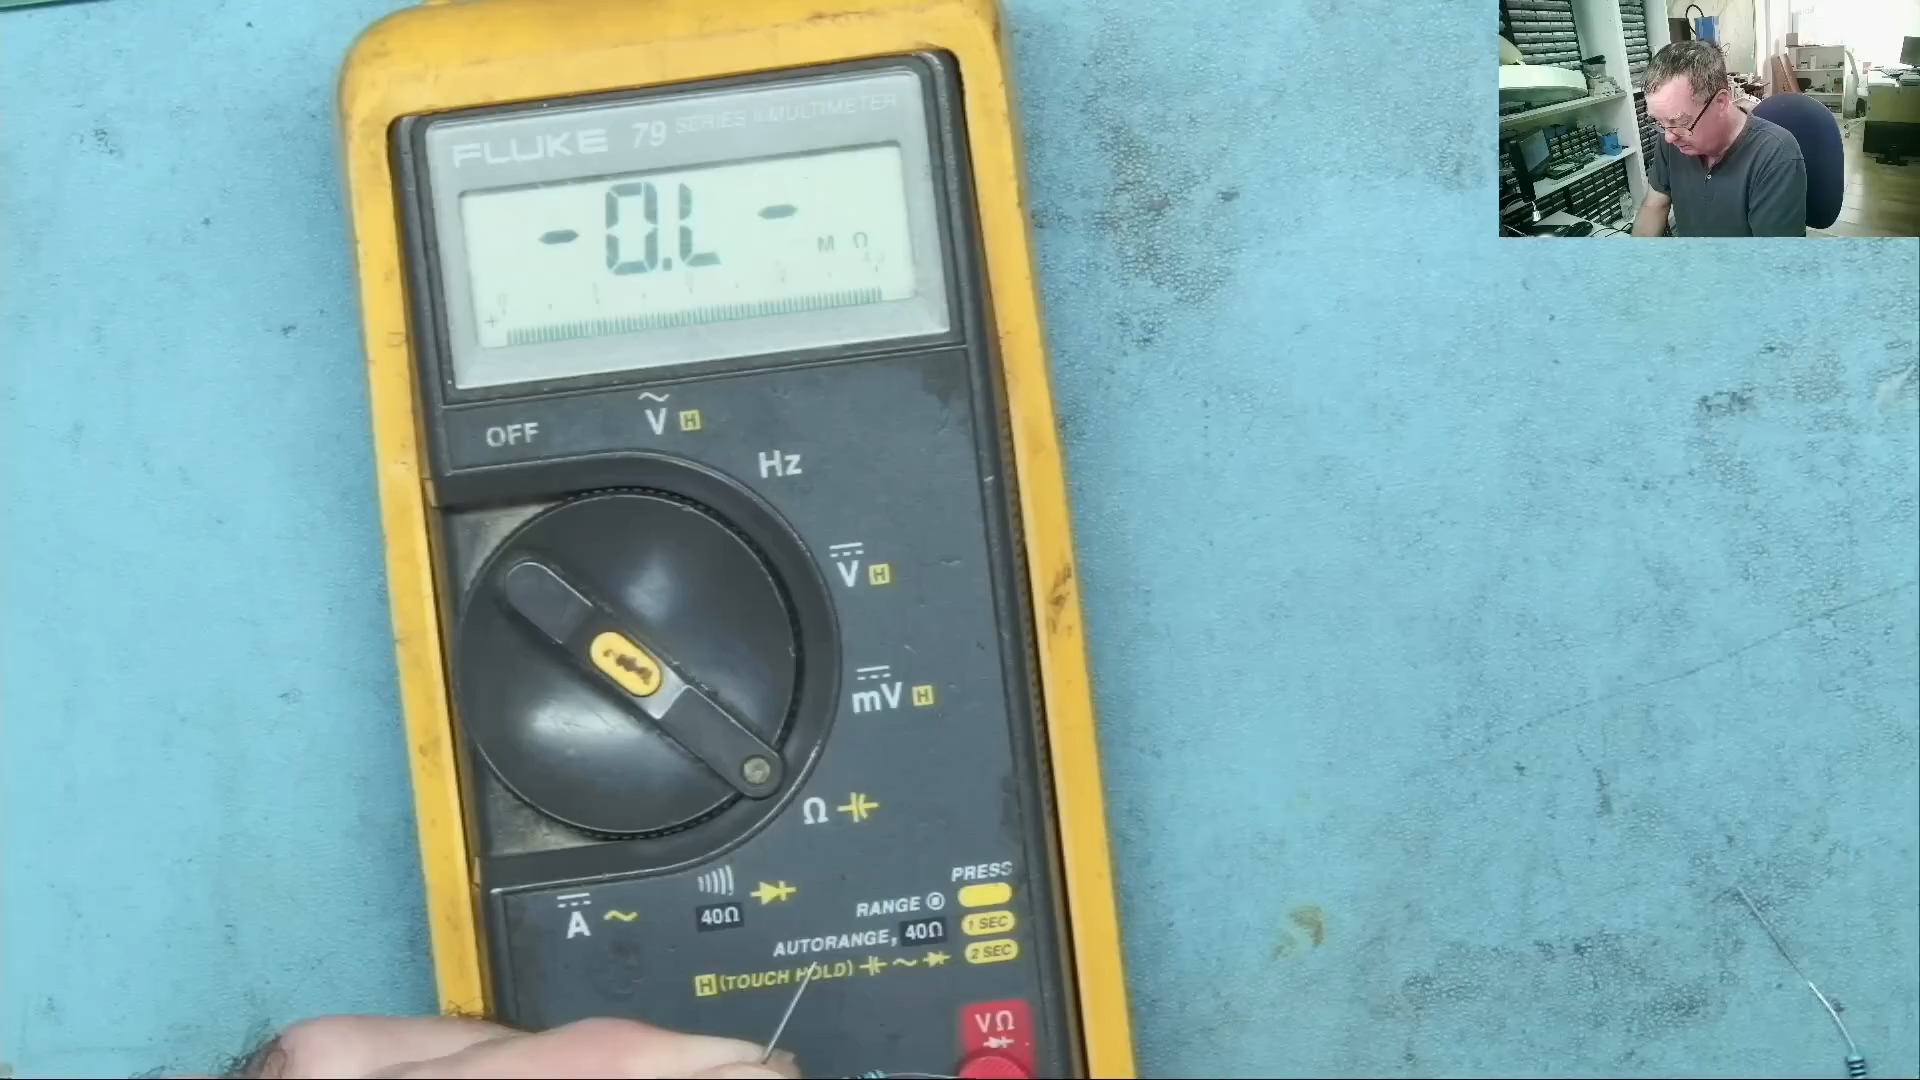 FLUKE 79 SERIES II MULTIMETER
- 0.L -
M Ω
OFF
V H
Hz
V H
mV H
Ω
A
40Ω
PRESS
RANGE
AUTORANGE, 40Ω
1 SEC
H (TOUCH HOLD)
2 SEC
VΩ